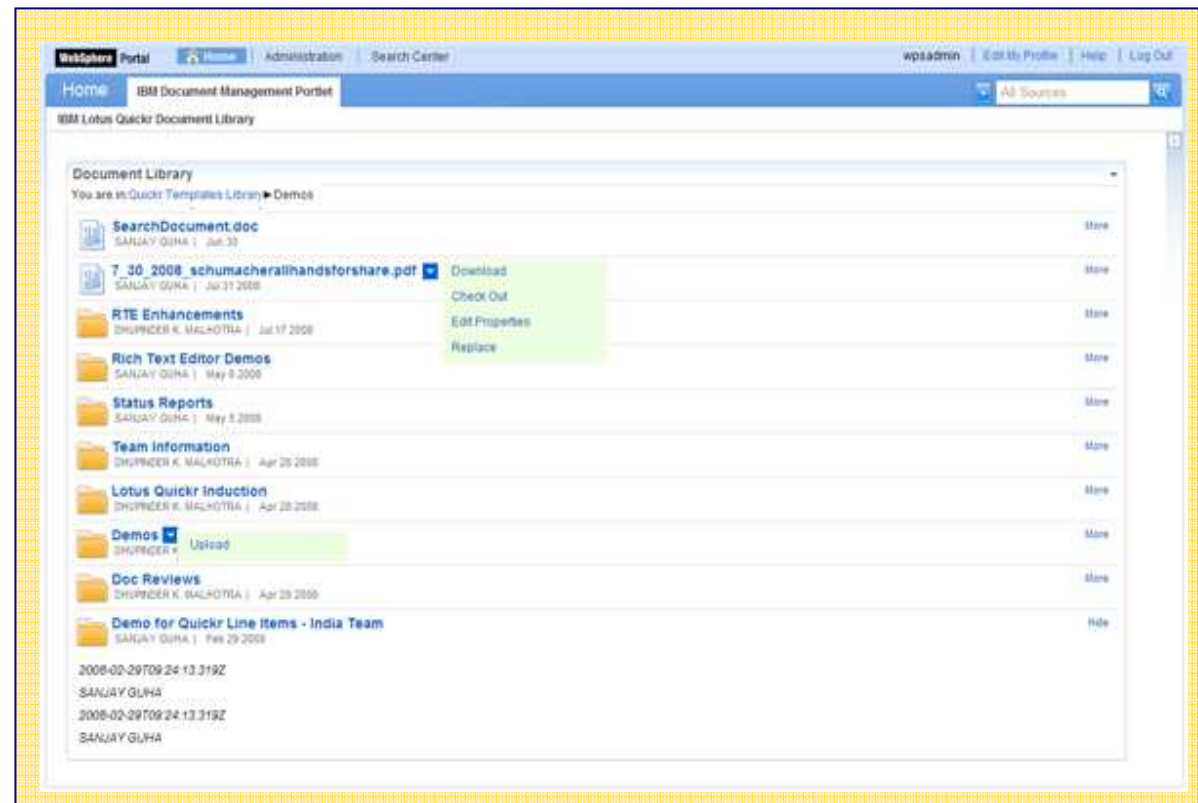 WebSphere Portal Home Administration Search Center wpsadmin Edit My Profile Help Log Out
Home IBM Document Management Portlet All Sources
IBM Lotus Quickr Document Library
Document Library
You are in: Quickr Templates Library ▶ Demos
SearchDocument.doc More
SANJAY GUHA | Jun 30
7_30_2008_schumacherallhandsforshare.pdf Download More
SANJAY GUHA | Jul 31 2008
Check Out
RTE Enhancements Edit Properties More
DHUPINDER K. MALHOTRA | Jul 17 2008
Replace
Rich Text Editor Demos More
SANJAY GUHA | May 8 2008
Status Reports More
SANJAY GUHA | May 5 2008
Team Information More
DHUPINDER K. MALHOTRA | Apr 28 2008
Lotus Quickr Induction More
DHUPINDER K. MALHOTRA | Apr 28 2008
Demos Upload More
DHUPINDER K
Doc Reviews More
DHUPINDER K. MALHOTRA | Apr 28 2008
Demo for Quickr Line Items - India Team Hide
SANJAY GUHA | Feb 29 2008
2008-02-29T09:24:13.319Z
SANJAY GUHA
2008-02-29T09:24:13.319Z
SANJAY GUHA